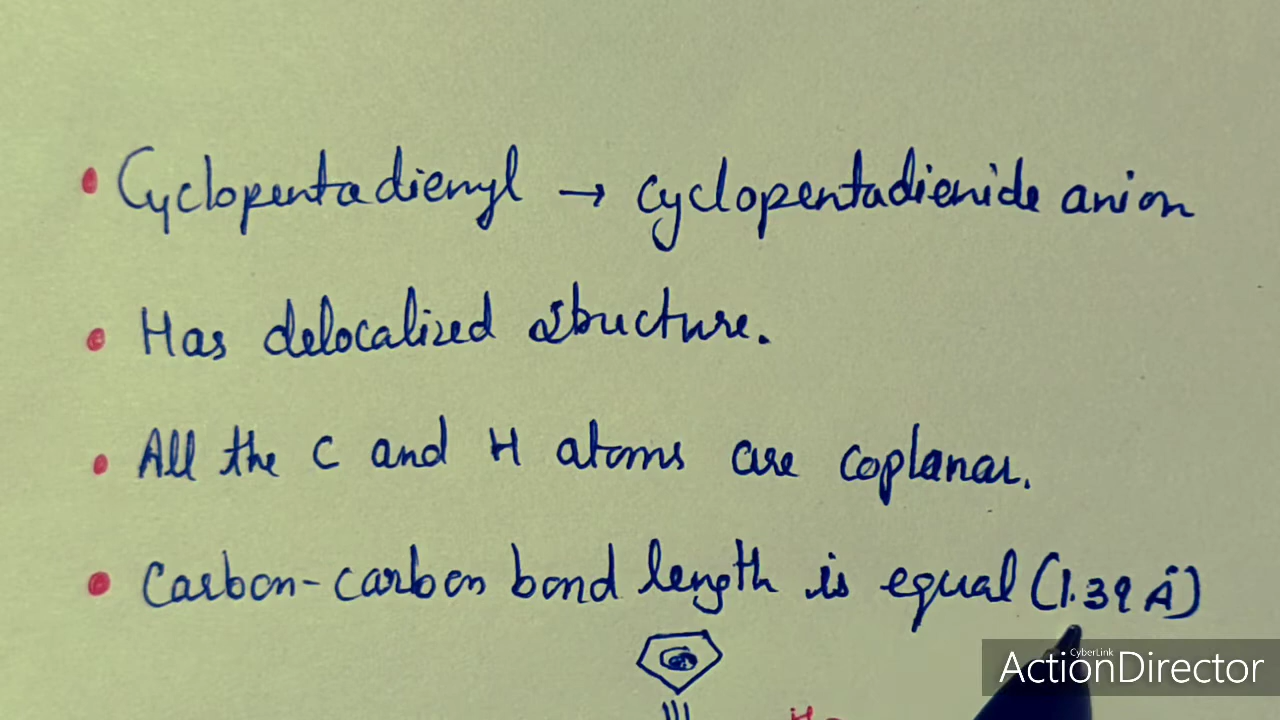 • Cyclopentadienyl → cyclopentadienide anion
• Has delocalized structure.
• All the C and H atoms are coplanar.
• Carbon-carbon bond length is equal (1.39 Å)
CyberLink
ActionDirector